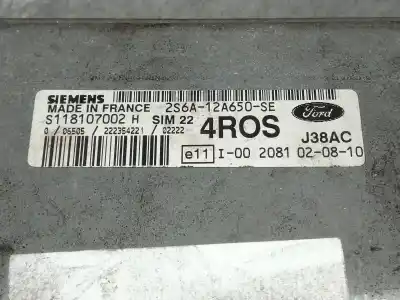 SIEMENS 2S6A-12A650-SE
MADE IN FRANCE
S118107002 H SIM 22 4ROS Ford
0 / 06505 / 222354221 / 02222 J38AC
e11 I-00 2081 02-08-10